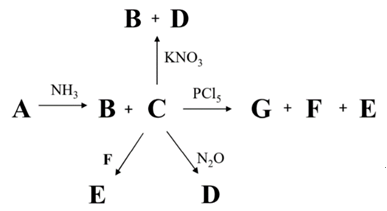 B + D
KNO₃
NH₃ PCl₅
A B + C G + F + E
F N₂O
E D